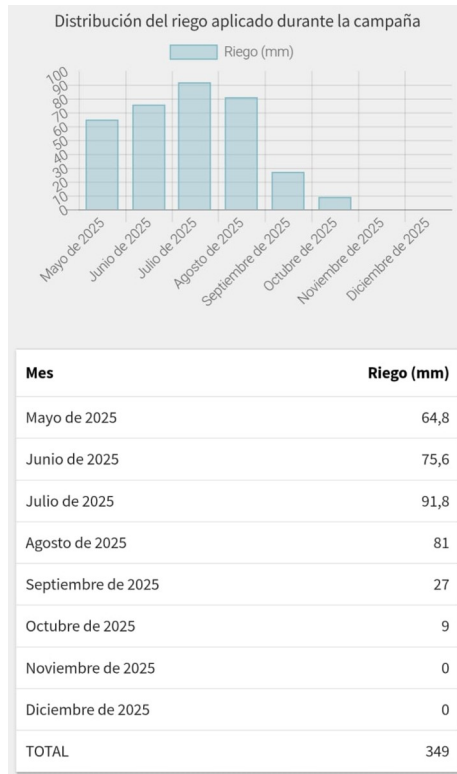 Distribución del riego aplicado durante la campaña
Riego (mm)
100
90
80
70
60
50
40
30
20
10
0
Mayo de 2025
Junio de 2025
Julio de 2025
Agosto de 2025
Septiembre de 2025
Octubre de 2025
Noviembre de 2025
Diciembre de 2025
Mes Riego (mm)
Mayo de 2025 64,8
Junio de 2025 75,6
Julio de 2025 91,8
Agosto de 2025 81
Septiembre de 2025 27
Octubre de 2025 9
Noviembre de 2025 0
Diciembre de 2025 0
TOTAL 349